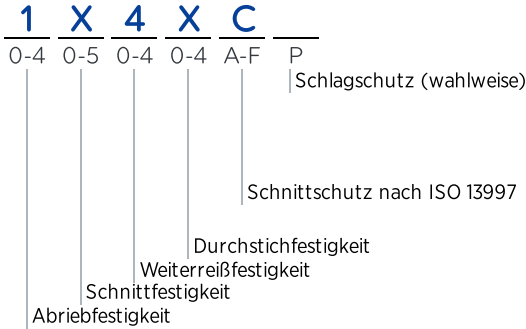 1 X 4 X C
0-4 0-5 0-4 0-4 A-F P
Schlagschutz (wahlweise)
Schnittschutz nach ISO 13997
Durchstichfestigkeit
Weiterreißfestigkeit
Schnittfestigkeit
Abriebfestigkeit